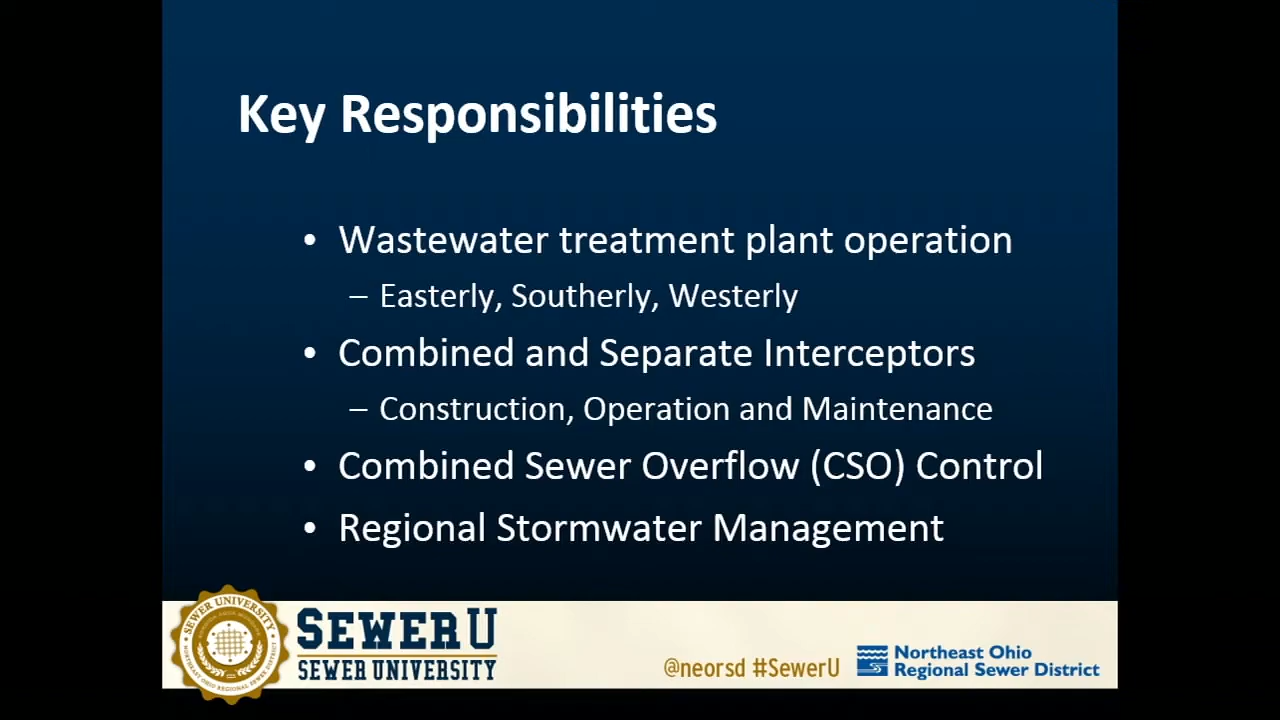 Key Responsibilities
• Wastewater treatment plant operation
– Easterly, Southerly, Westerly
• Combined and Separate Interceptors
– Construction, Operation and Maintenance
• Combined Sewer Overflow (CSO) Control
• Regional Stormwater Management
SEWER UNIVERSITY
NORTHEAST OHIO REGIONAL SEWER DISTRICT
SEWER U
SEWER UNIVERSITY
@neorsd #SewerU
Northeast Ohio
Regional Sewer District